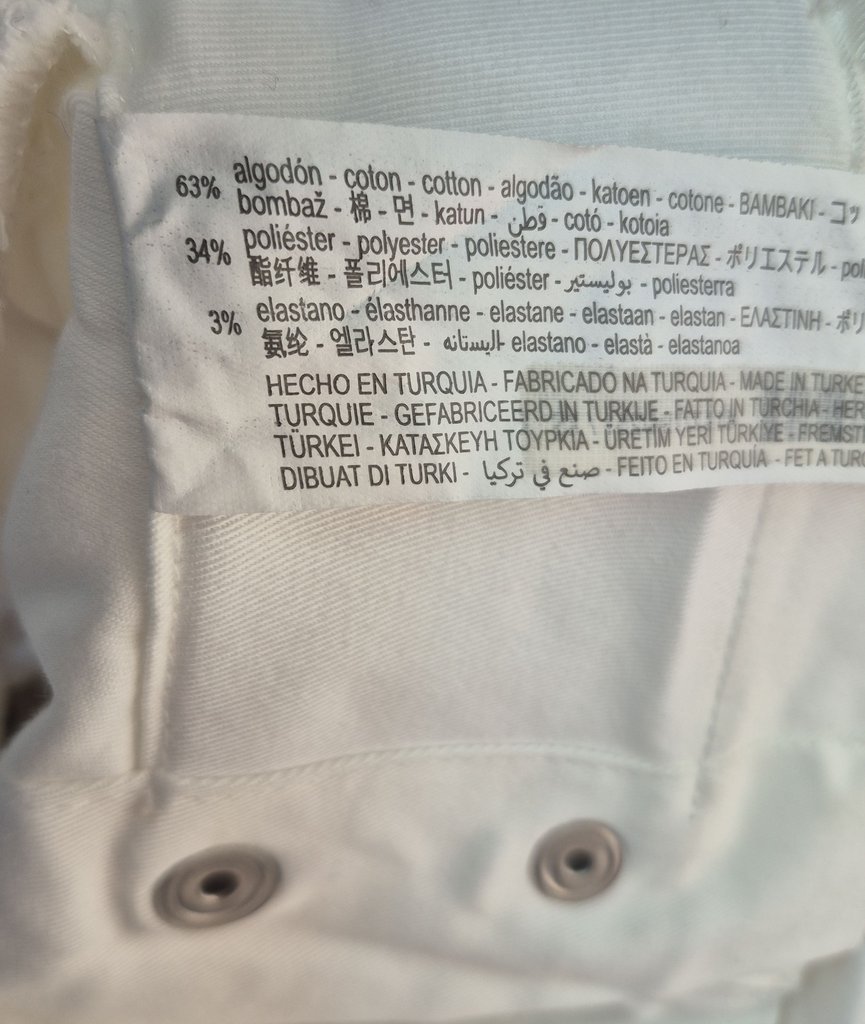 63% algodón - coton - cotton - algodão - katoen - cotone - ΒΑΜΒΑΚΙ - コッ
bombaž - 棉 - 면 - katun - قطن - cotó - kotoia
34% poliéster - polyester - poliestere - ΠΟΛΥΕΣΤΕΡΑΣ - ポリエステル - pol
酯纤维 - 폴리에스터 - poliéster - بوليستير - poliesterra
3% elastano - élasthanne - elastane - elastaan - elastan - ΕΛΑΣΤΙΝΗ - ポリ
氨纶 - 엘라스탄 - اليستانه elastano - elastà - elastanoa
HECHO EN TURQUIA - FABRICADO NA TURQUIA - MADE IN TURKE
TURQUIE - GEFABRICEERD IN TURKIJE - FATTO IN TURCHIA - HER
TÜRKEI - ΚΑΤΑΣΚΕΥΗ ΤΟΥΡΚΙΑ - ÜRETİM YERİ TÜRKİYE - FREMSTI
DIBUAT DI TURKI - صنع في تركيا - FEITO EN TURQUÍA - FET A TURQ